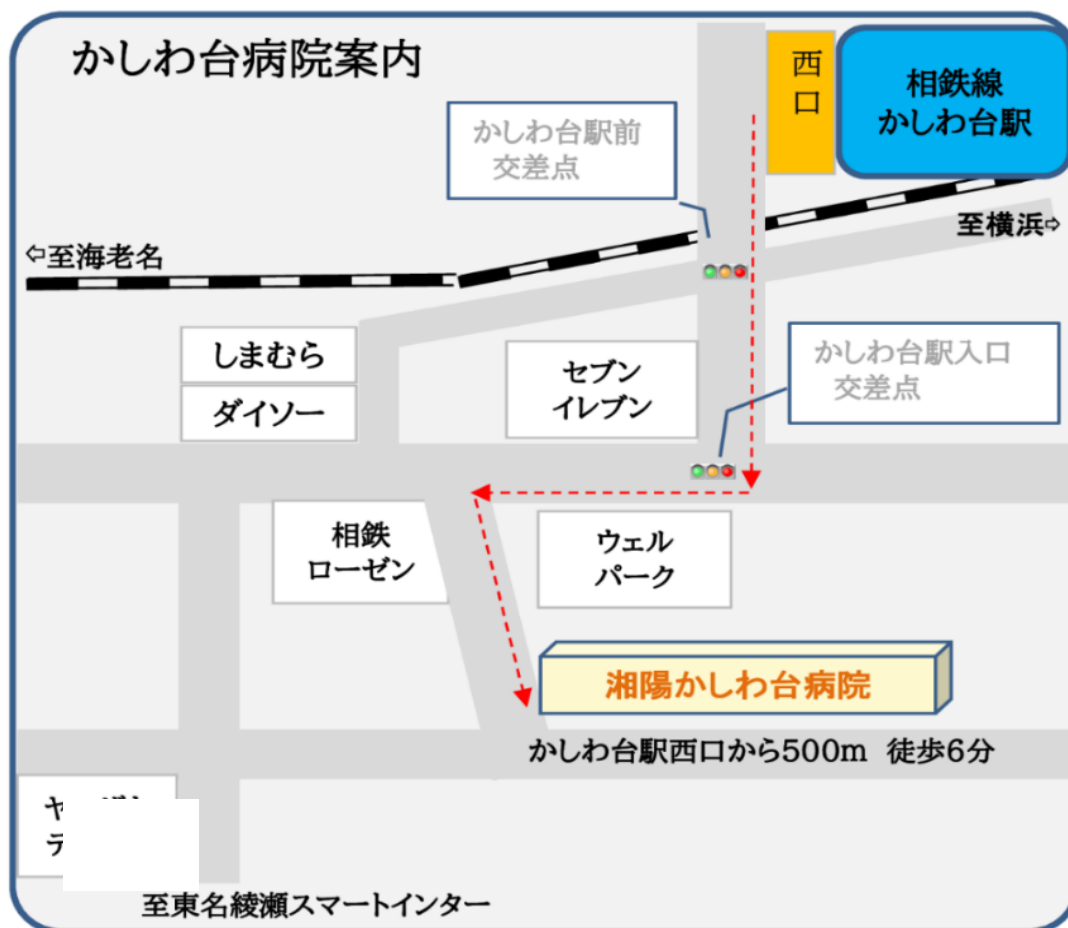 かしわ台病院案内
西
口
相鉄線
かしわ台駅
かしわ台駅前
交差点
⇦至海老名
至横浜⇨
しまむら
ダイソー
セブン
イレブン
かしわ台駅入口
交差点
相鉄
ローゼン
ウェル
パーク
湘陽かしわ台病院
かしわ台駅西口から500m 徒歩6分
至東名綾瀬スマートインター